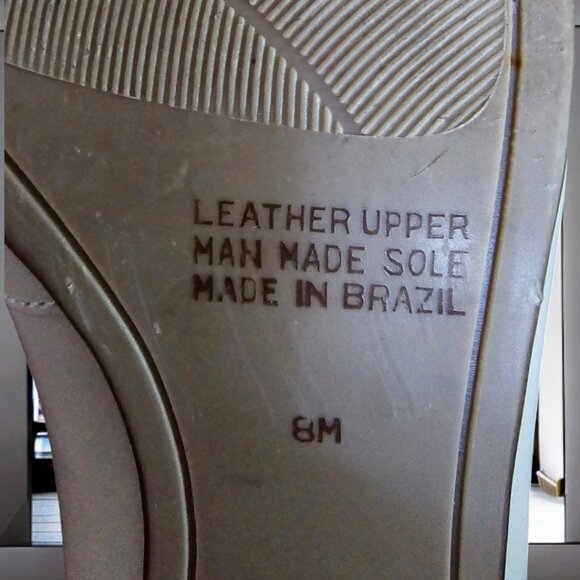 LEATHER UPPER
MAN MADE SOLE
MADE IN BRAZIL
8M